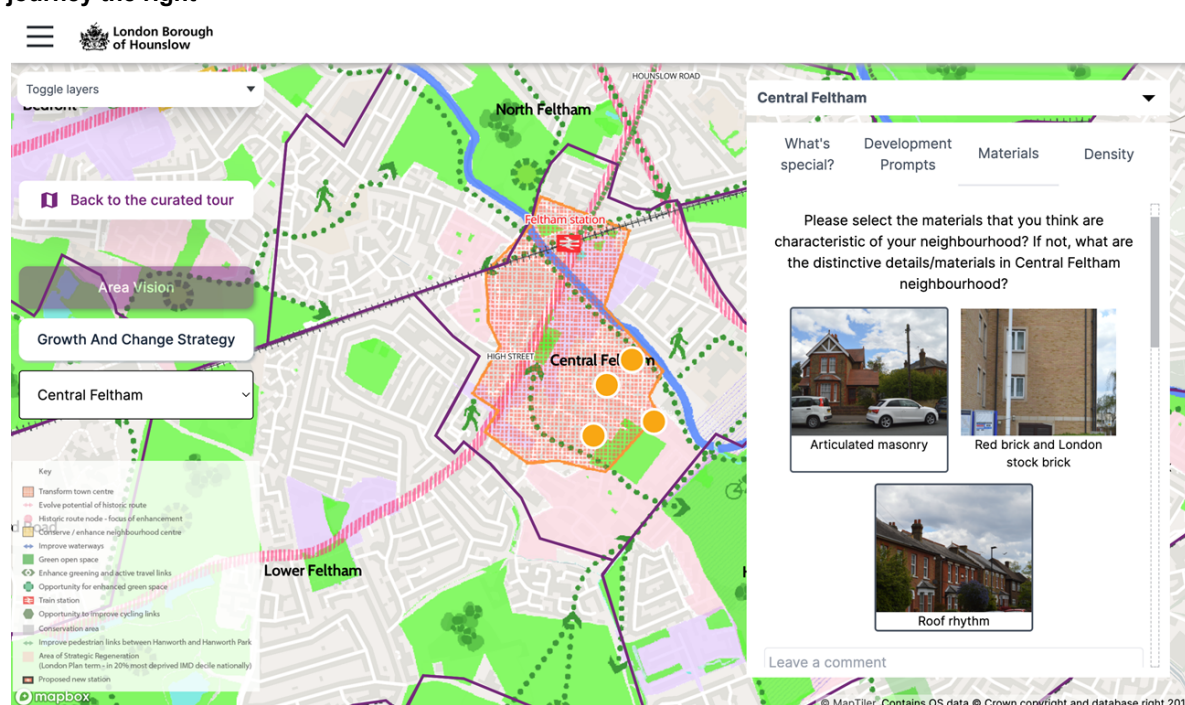 journey the right
London Borough
of Hounslow
Toggle layers
HOUNSLOW ROAD
North Feltham
Central Feltham
What's
special?
Development
Prompts
Materials
Density
Back to the curated tour
Feltham station
Please select the materials that you think are
characteristic of your neighbourhood? If not, what are
the distinctive details/materials in Central Feltham
neighbourhood?
Area Vision
Growth And Change Strategy
HIGH STREET
Central Fel
Central Feltham
Articulated masonry
Red brick and London
stock brick
Key
Transform town centre
Evolve potential of historic route
Historic route node - focus of enhancement
Conserve / enhance neighbourhood centre
Improve waterways
Green open space
Enhance greening and active travel links
Opportunity for enhanced green space
Train station
Opportunity to Improve cycling links
Conservation area
Improve pedestrian links between Hanworth and Hanworth Park
Area of Strategic Regeneration
(London Plan term - in 20% most deprived IMD decile nationally)
Proposed new station
Lower Feltham
Roof rhythm
Leave a comment
mapbox
© MapTiler Contains OS data © Crown copyright and database right 201